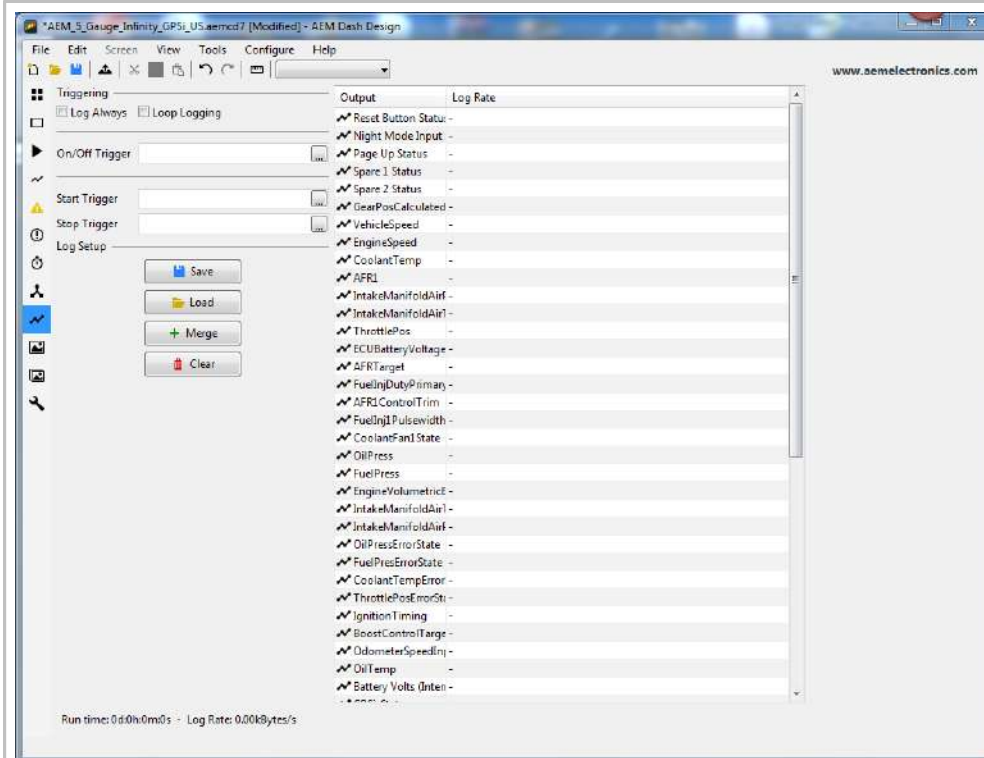 *AEM_5_Gauge_Infinity_GPSi_US.aemcd7 [Modified] - AEM Dash Design
File Edit Screen View Tools Configure Help
www.aemelectronics.com
Triggering
Log Always Loop Logging
On/Off Trigger ...
Start Trigger ...
Stop Trigger ...
Log Setup
Save
Load
Merge
Clear
Output Log Rate
Reset Button Statu: -
Night Mode Input -
Page Up Status -
Spare 1 Status -
Spare 2 Status -
GearPosCalculated -
VehicleSpeed -
EngineSpeed -
CoolantTemp -
AFR1 -
IntakeManifoldAirF -
IntakeManifoldAirT -
ThrottlePos -
ECUBatteryVoltage -
AFRTarget -
FuelInjDutyPrimary -
AFR1ControlTrim -
FuelInj1Pulsewidth -
CoolantFan1State -
OilPress -
FuelPress -
EngineVolumetricE -
IntakeManifoldAirT -
IntakeManifoldAirF -
OilPressErrorState -
FuelPresErrorState -
CoolantTempError -
ThrottlePosErrorSt: -
IgnitionTiming -
BoostControlTarge -
OdometerSpeedInp -
OilTemp -
Battery Volts (Inten -
Run time: 0d:0h:0m:0s - Log Rate: 0.00kBytes/s